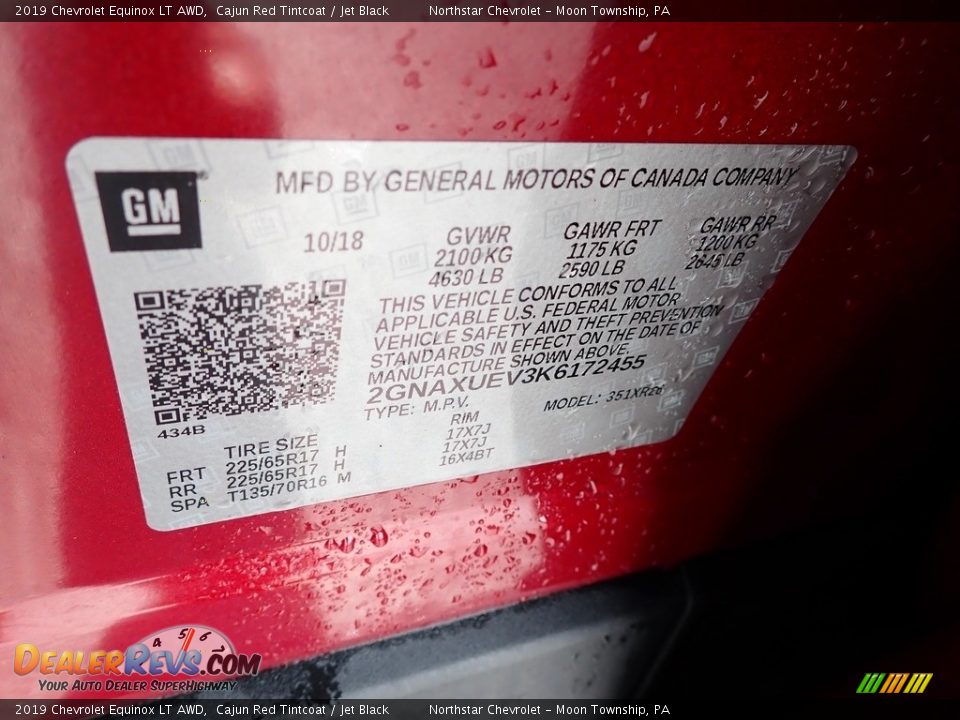 2019 Chevrolet Equinox LT AWD, Cajun Red Tintcoat / Jet Black Northstar Chevrolet - Moon Township, PA
GM
MFD BY GENERAL MOTORS OF CANADA COMPANY
10/18 GVWR GAWR FRT GAWR RR
2100 KG 1175 KG 1200 KG
4630 LB 2590 LB 2645 LB
THIS VEHICLE CONFORMS TO ALL
APPLICABLE U.S. FEDERAL MOTOR
VEHICLE SAFETY AND THEFT PREVENTION
STANDARDS IN EFFECT ON THE DATE OF
MANUFACTURE SHOWN ABOVE.
2GNAXUEV3K6172455
TYPE: M.P.V. MODEL: 351XR26
434B
TIRE SIZE RIM
FRT 225/65R17 H 17X7J
RR 225/65R17 H 17X7J
SPA T135/70R16 M 16X4BT
4 5 6
DEALERREVS.COM
YOUR AUTO DEALER SUPERHIGHWAY
2019 Chevrolet Equinox LT AWD, Cajun Red Tintcoat / Jet Black Northstar Chevrolet - Moon Township, PA